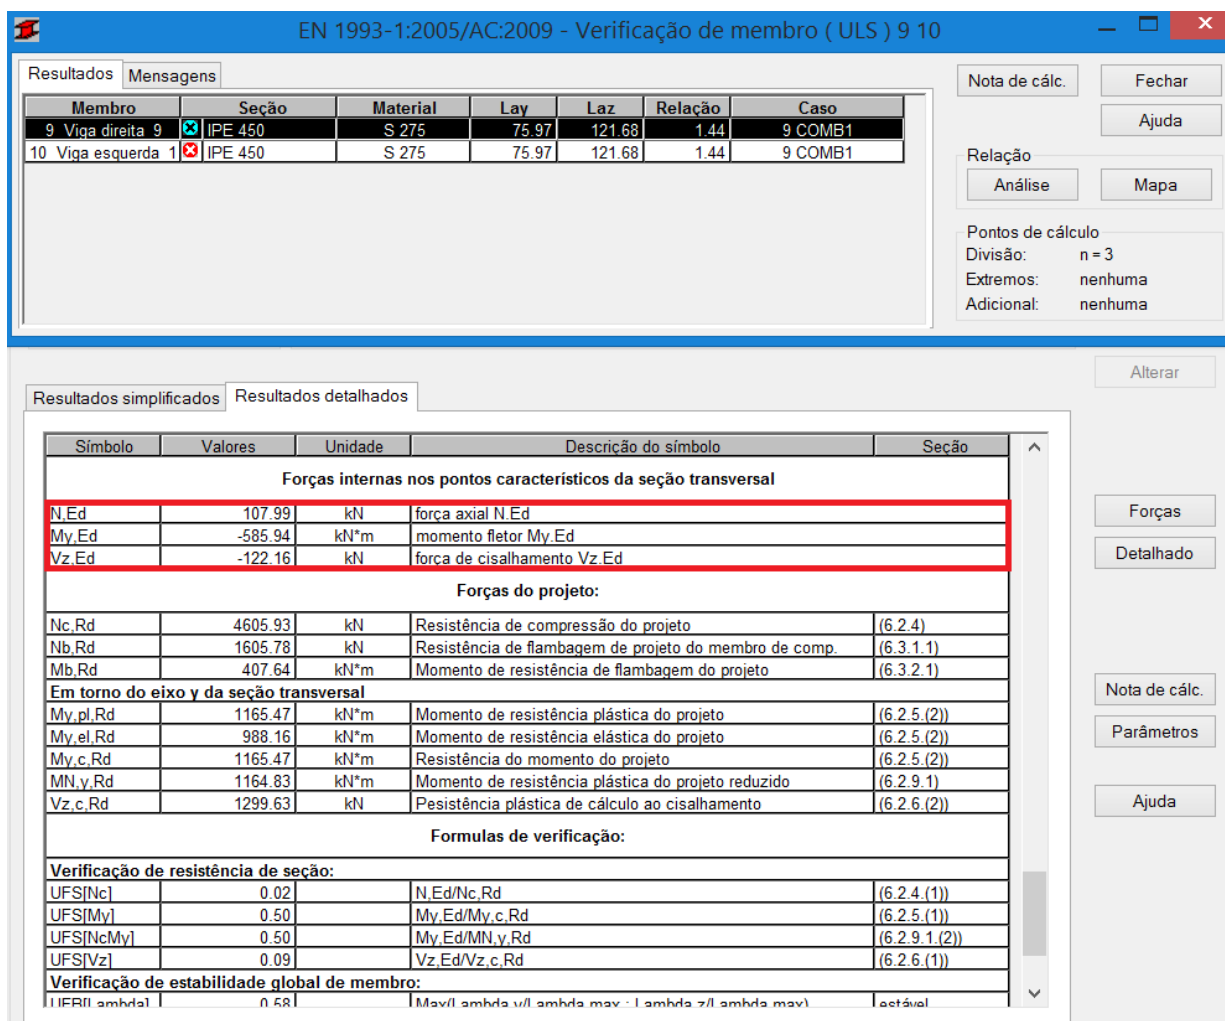 EN 1993-1:2005/AC:2009 - Verificação de membro ( ULS ) 9 10
Resultados Mensagens
Membro Seção Material Lay Laz Relação Caso
9 Viga direita 9 IPE 450 S 275 75.97 121.68 1.44 9 COMB1
10 Viga esquerda 1 IPE 450 S 275 75.97 121.68 1.44 9 COMB1
Nota de cálc. Fechar
Ajuda
Relação
Análise Mapa
Pontos de cálculo
Divisão: n = 3
Extremos: nenhuma
Adicional: nenhuma
Alterar
Resultados simplificados Resultados detalhados
Símbolo Valores Unidade Descrição do símbolo Seção
Forças internas nos pontos característicos da seção transversal
N,Ed 107.99 kN força axial N.Ed
My,Ed -585.94 kN*m momento fletor My.Ed
Vz,Ed -122.16 kN força de cisalhamento Vz.Ed
Forças do projeto:
Nc,Rd 4605.93 kN Resistência de compressão do projeto (6.2.4)
Nb,Rd 1605.78 kN Resistência de flambagem de projeto do membro de comp. (6.3.1.1)
Mb,Rd 407.64 kN*m Momento de resistência de flambagem do projeto (6.3.2.1)
Em torno do eixo y da seção transversal
My,pl,Rd 1165.47 kN*m Momento de resistência plástica do projeto (6.2.5.(2))
My,el,Rd 988.16 kN*m Momento de resistência elástica do projeto (6.2.5.(2))
My,c,Rd 1165.47 kN*m Resistência do momento do projeto (6.2.5.(2))
MN,y,Rd 1164.83 kN*m Momento de resistência plástica do projeto reduzido (6.2.9.1)
Vz,c,Rd 1299.63 kN Pesistência plástica de cálculo ao cisalhamento (6.2.6.(2))
Formulas de verificação:
Verificação de resistência de seção:
UFS[Nc] 0.02 N,Ed/Nc,Rd (6.2.4.(1))
UFS[My] 0.50 My,Ed/My,c,Rd (6.2.5.(1))
UFS[NcMy] 0.50 My,Ed/MN,y,Rd (6.2.9.1.(2))
UFS[Vz] 0.09 Vz,Ed/Vz,c,Rd (6.2.6.(1))
Verificação de estabilidade global de membro:
UFB[Lambda] 0.58 Max(Lambda,y/Lambda,max ; Lambda,z/Lambda,max) estável
Forças
Detalhado
Nota de cálc.
Parâmetros
Ajuda